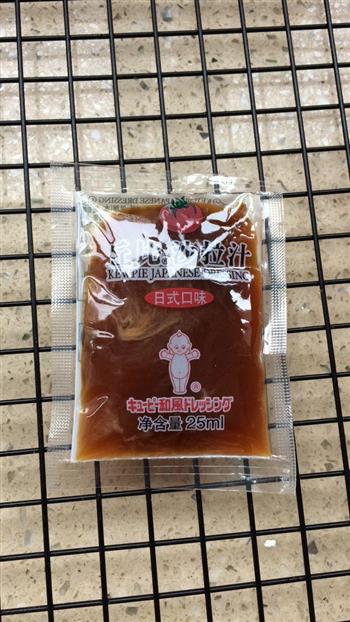 丘比 沙拉汁
KEWPIE JAPANESE DRESSING
日式口味
®
キユーピー和風ドレッシング
净含量 25ml